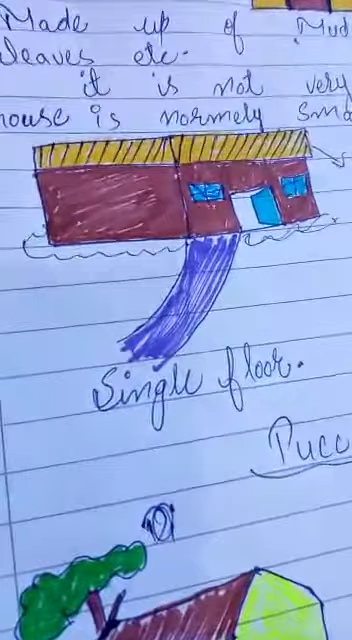 Made up of Mud
leaves etc.
it is not very
house is normely Sma
Single floor.
Pucc